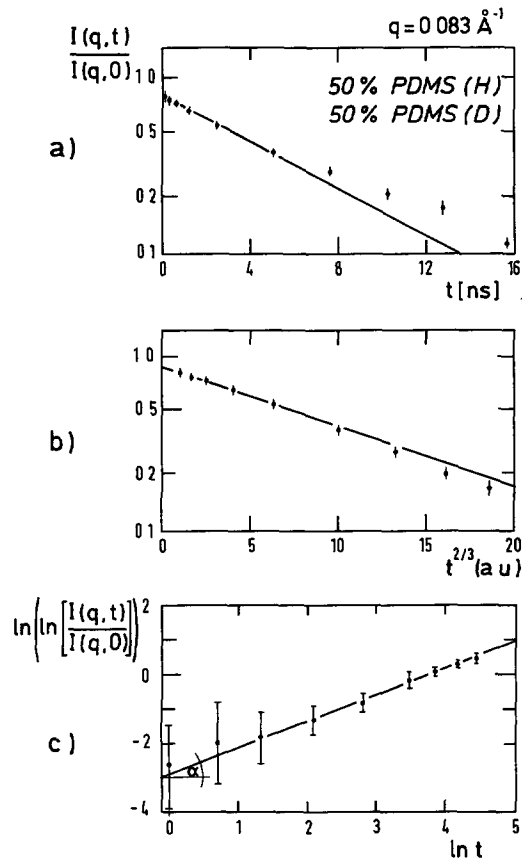 I(q,t)
I(q,0)
q = 0 083 Å⁻¹
50 % PDMS (H)
50 % PDMS (D)
a)
1 0
0 5
0 2
0 1
0 4 8 12 16
t [ns]
b)
1 0
0 5
0 2
0 1
0 5 10 15 20
t^2/3 (a u)
ln(ln[I(q,t)/I(q,0)])
c)
2
0
-2
-4
α
0 1 2 3 4 5
ln t